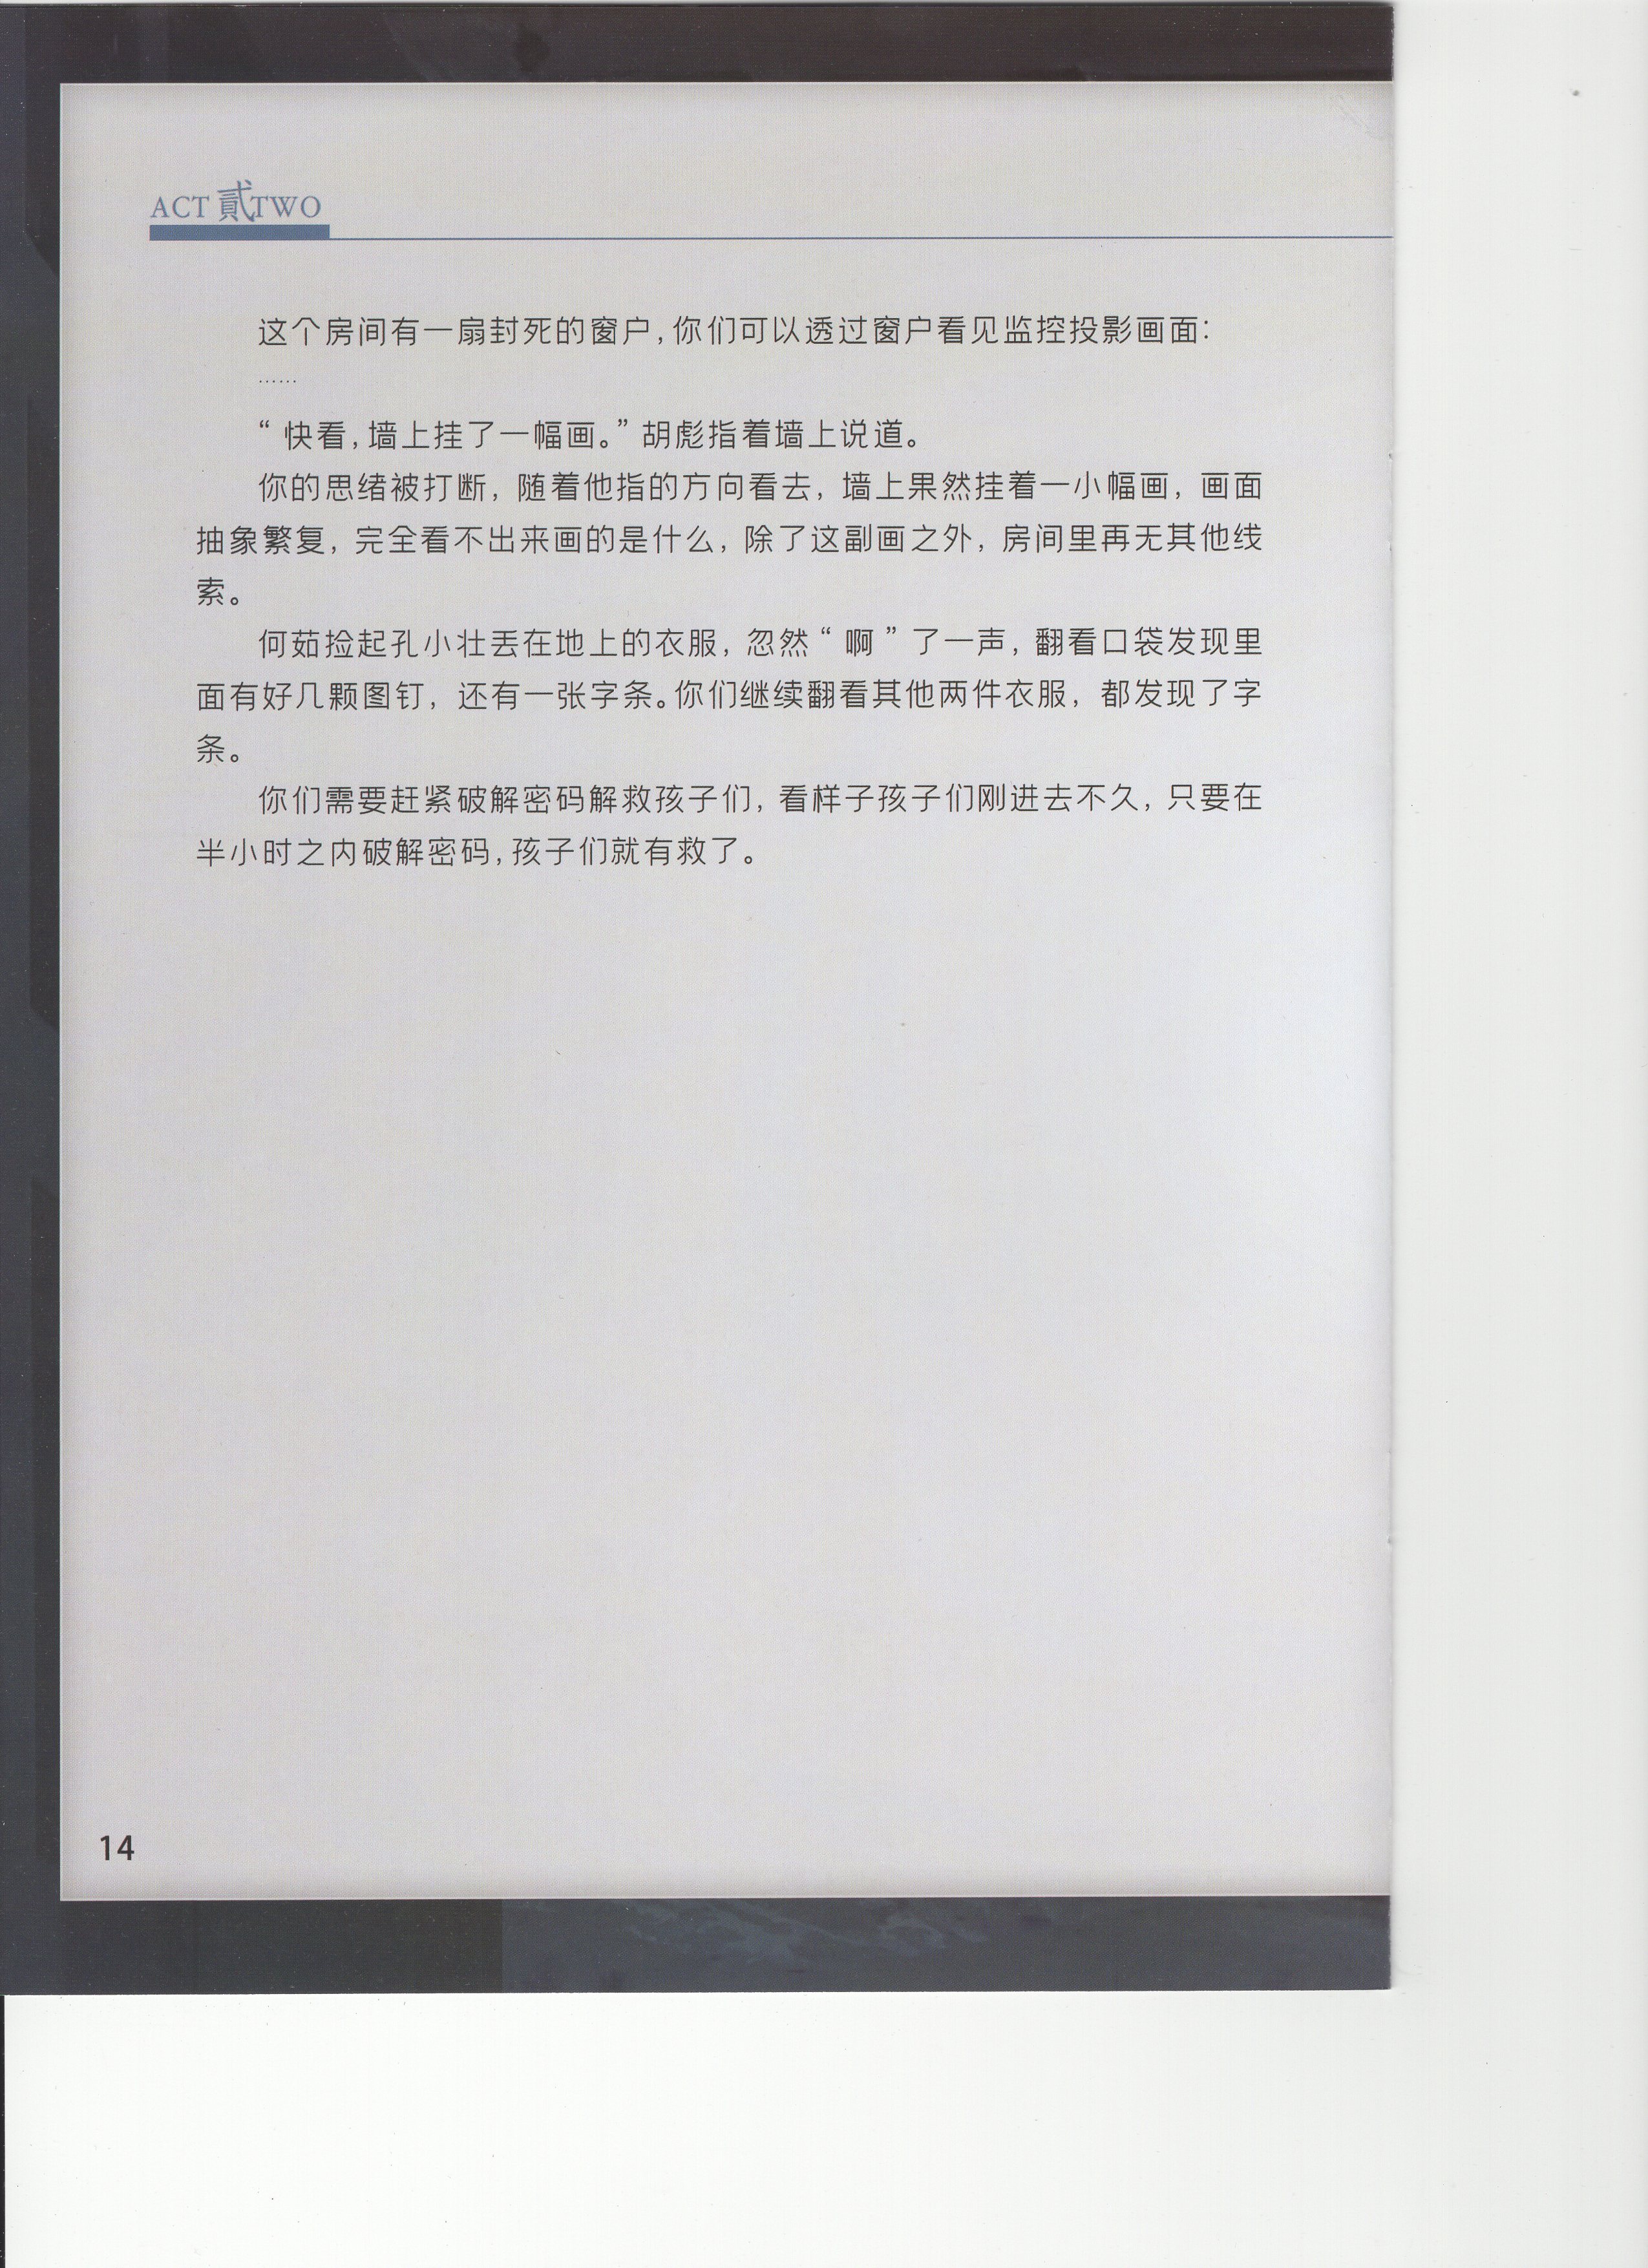 ACT 貳 TWO
这个房间有一扇封死的窗户,你们可以透过窗户看见监控投影画面:
……
“快看,墙上挂了一幅画。”胡彪指着墙上说道。
你的思绪被打断,随着他指的方向看去,墙上果然挂着一小幅画,画面
抽象繁复,完全看不出来画的是什么,除了这副画之外,房间里再无其他线
索。
何茹捡起孔小壮丢在地上的衣服,忽然“啊”了一声,翻看口袋发现里
面有好几颗图钉,还有一张字条。你们继续翻看其他两件衣服,都发现了字
条。
你们需要赶紧破解密码解救孩子们,看样子孩子们刚进去不久,只要在
半小时之内破解密码,孩子们就有救了。
14